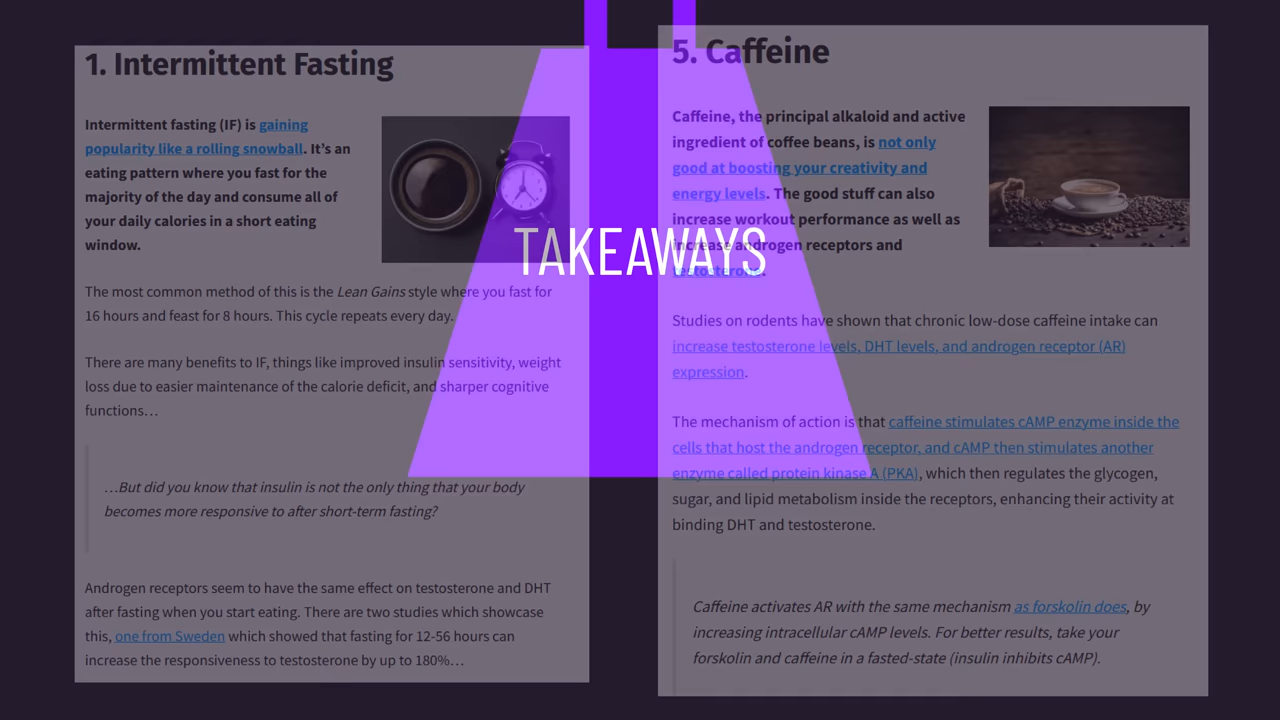 1. Intermittent Fasting
Intermittent fasting (IF) is gaining
popularity like a rolling snowball. It's an
eating pattern where you fast for the
majority of the day and consume all of
your daily calories in a short eating
window.
The most common method of this is the Lean Gains style where you fast for
16 hours and feast for 8 hours. This cycle repeats every day.
There are many benefits to IF, things like improved insulin sensitivity, weight
loss due to easier maintenance of the calorie deficit, and sharper cognitive
functions…
…But did you know that insulin is not the only thing that your body
becomes more responsive to after short-term fasting?
Androgen receptors seem to have the same effect on testosterone and DHT
after fasting when you start eating. There are two studies which showcase
this, one from Sweden which showed that fasting for 12-56 hours can
increase the responsiveness to testosterone by up to 180%…
TAKEAWAYS
5. Caffeine
Caffeine, the principal alkaloid and active
ingredient of coffee beans, is not only
good at boosting your creativity and
energy levels. The good stuff can also
increase workout performance as well as
increase androgen receptors and
testosterone.
Studies on rodents have shown that chronic low-dose caffeine intake can
increase testosterone levels, DHT levels, and androgen receptor (AR)
expression.
The mechanism of action is that caffeine stimulates cAMP enzyme inside the
cells that host the androgen receptor, and cAMP then stimulates another
enzyme called protein kinase A (PKA), which then regulates the glycogen,
sugar, and lipid metabolism inside the receptors, enhancing their activity at
binding DHT and testosterone.
Caffeine activates AR with the same mechanism as forskolin does, by
increasing intracellular cAMP levels. For better results, take your
forskolin and caffeine in a fasted-state (insulin inhibits cAMP).